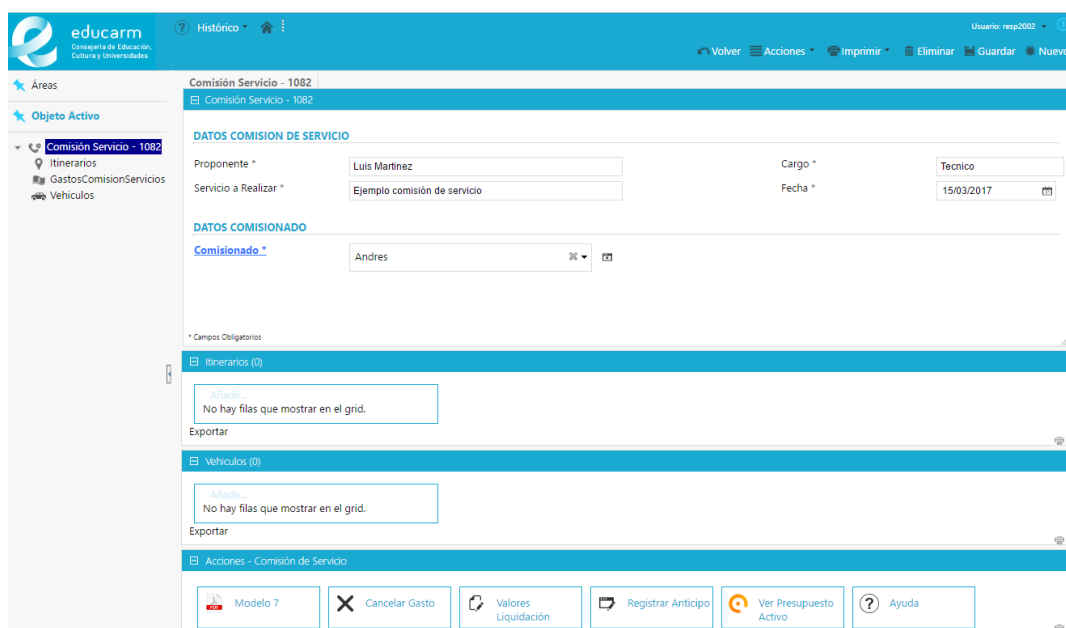 educarm
Consejería de Educación,
Cultura y Universidades
Histórico
Usuario: resp2002
Volver Acciones Imprimir Eliminar Guardar Nuevo
Áreas
Objeto Activo
Comisión Servicio - 1082
Itinerarios
GastosComisionServicios
Vehiculos
Comisión Servicio - 1082
Comisión Servicio - 1082
DATOS COMISION DE SERVICIO
Proponente * Luis Martinez Cargo * Tecnico
Servicio a Realizar * Ejemplo comisión de servicio Fecha * 15/03/2017
DATOS COMISIONADO
Comisionado * Andres
* Campos Obligatorios
Itinerarios (0)
Añadir...
No hay filas que mostrar en el grid.
Exportar
Vehiculos (0)
Añadir...
No hay filas que mostrar en el grid.
Exportar
Acciones - Comisión de Servicio
Modelo 7 Cancelar Gasto Valores Registrar Anticipo Ver Presupuesto Ayuda
Liquidación Activo